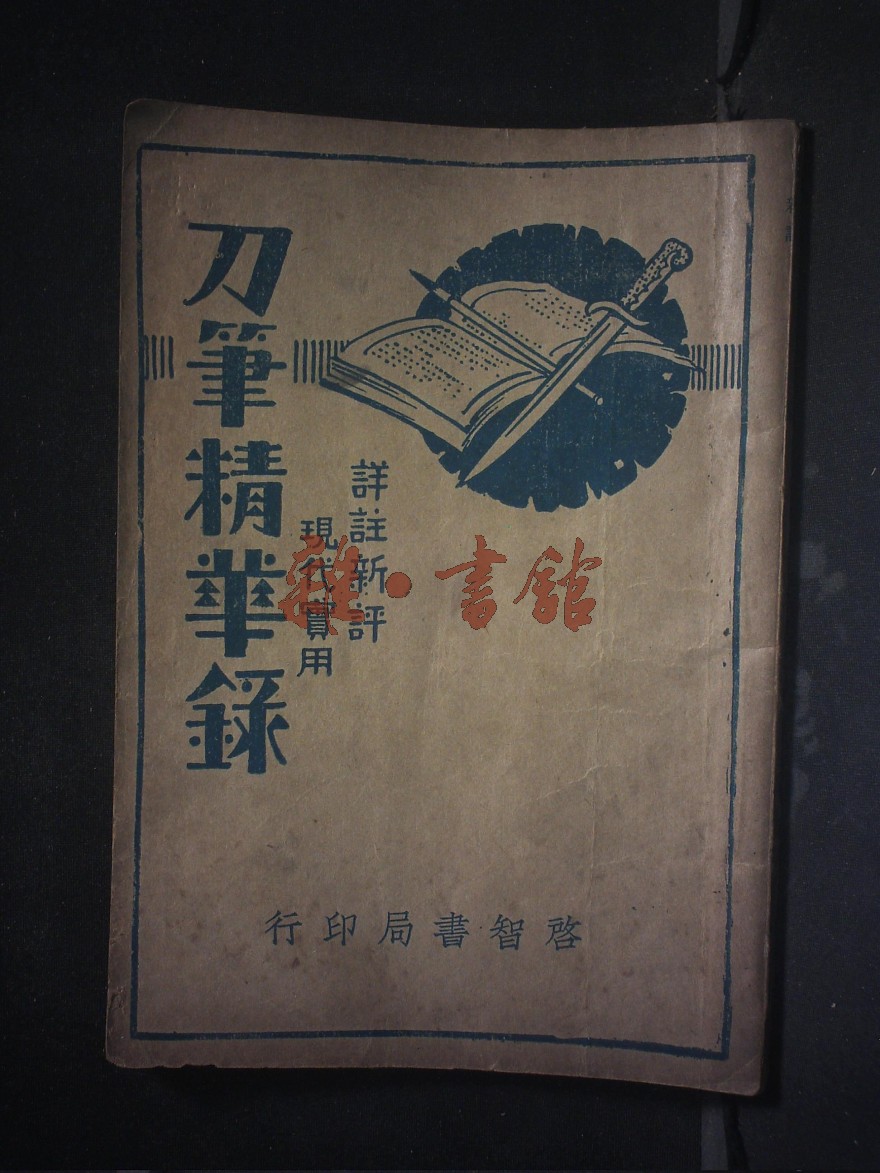 刀筆精華錄
詳註新評
現代實用
雜·書館
啓智書局印行